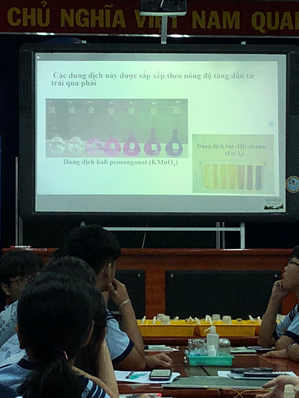 CHỦ NGHĨA VIỆT NAM QUA
Các dung dịch này được sắp xếp theo nồng độ tăng dần từ
trái qua phải
Dung dịch kali pemanganat (KMnO₄)
Dung dịch Sắt (III) clorua
(FeCl₃)